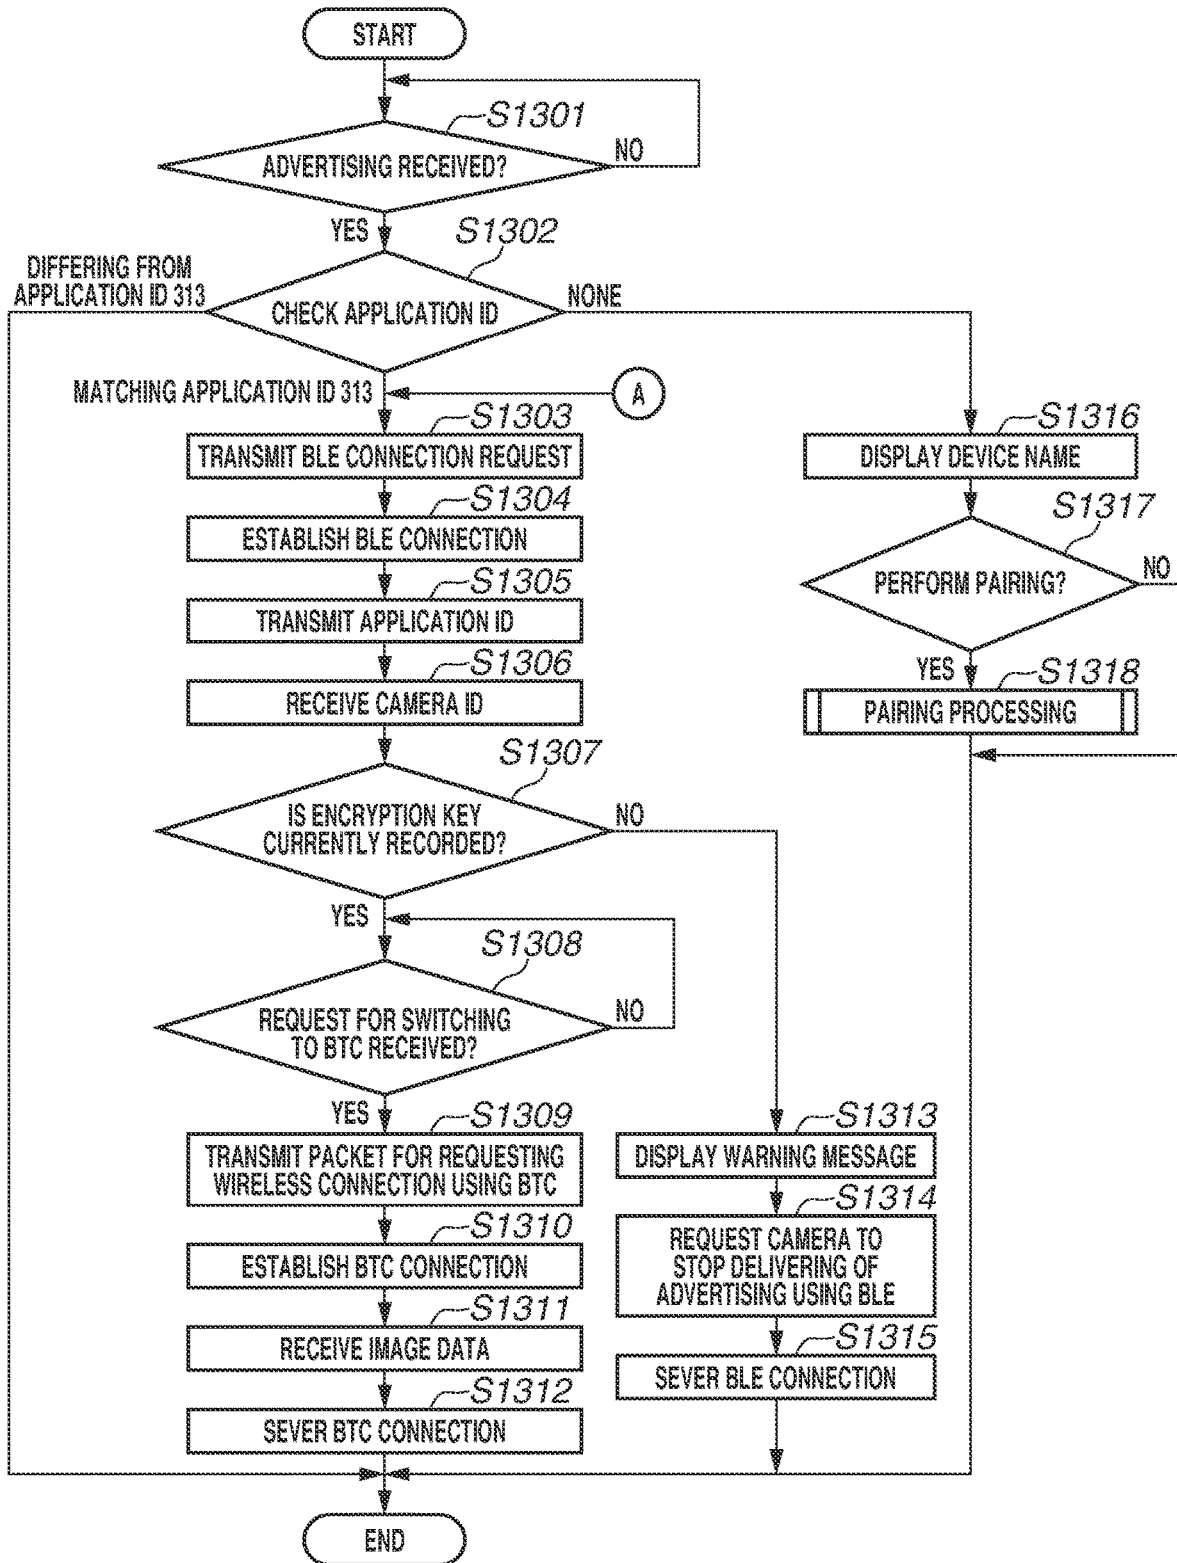 START
S1301
ADVERTISING RECEIVED?
NO
YES
S1302
DIFFERING FROM
APPLICATION ID 313
CHECK APPLICATION ID
NONE
MATCHING APPLICATION ID 313
A
S1303
TRANSMIT BLE CONNECTION REQUEST
S1304
ESTABLISH BLE CONNECTION
S1305
TRANSMIT APPLICATION ID
S1306
RECEIVE CAMERA ID
S1307
IS ENCRYPTION KEY
CURRENTLY RECORDED?
NO
YES
S1308
REQUEST FOR SWITCHING
TO BTC RECEIVED?
NO
YES
S1309
TRANSMIT PACKET FOR REQUESTING
WIRELESS CONNECTION USING BTC
S1310
ESTABLISH BTC CONNECTION
S1311
RECEIVE IMAGE DATA
S1312
SEVER BTC CONNECTION
S1313
DISPLAY WARNING MESSAGE
S1314
REQUEST CAMERA TO
STOP DELIVERING OF
ADVERTISING USING BLE
S1315
SEVER BLE CONNECTION
S1316
DISPLAY DEVICE NAME
S1317
PERFORM PAIRING?
NO
YES
S1318
PAIRING PROCESSING
END